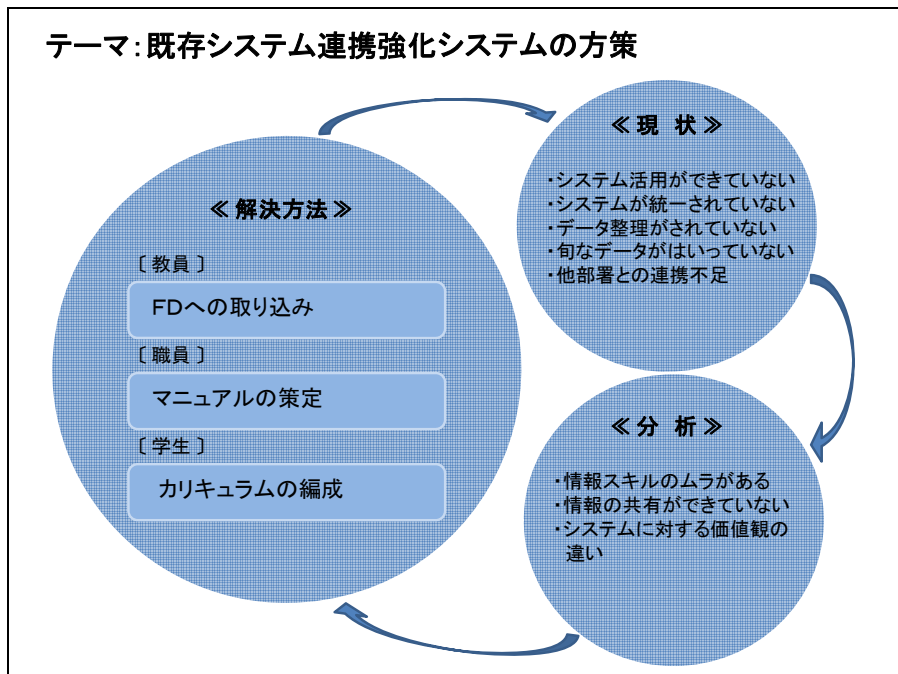 テーマ:既存システム連携強化システムの方策
≪ 現　状 ≫
・システム活用ができていない
・システムが統一されていない
・データ整理がされていない
・旬なデータがはいっていない
・他部署との連携不足
≪ 分　析 ≫
・情報スキルのムラがある
・情報の共有ができていない
・システムに対する価値観の
違い
≪ 解決方法 ≫
〔 教員 〕
ＦＤへの取り込み
〔 職員 〕
マニュアルの策定
〔 学生 〕
カリキュラムの編成